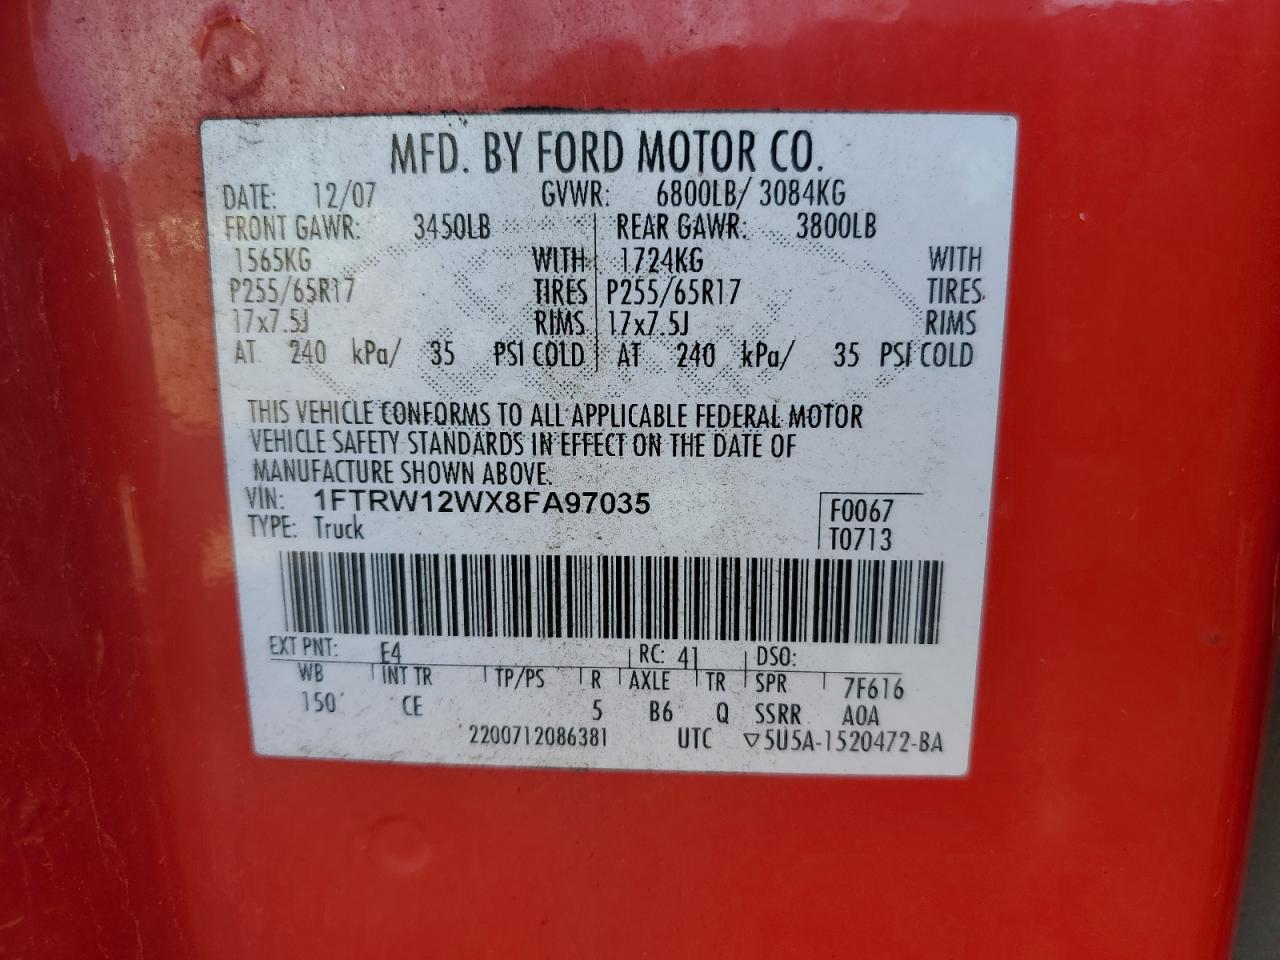 MFD. BY FORD MOTOR CO.
DATE: 12/07 GVWR: 6800LB/ 3084KG
FRONT GAWR: 3450LB REAR GAWR: 3800LB
1565KG WITH 1724KG WITH
P255/65R17 TIRES P255/65R17 TIRES
17x7.5J RIMS 17x7.5J RIMS
AT 240 kPa/ 35 PSI COLD AT 240 kPa/ 35 PSI COLD
THIS VEHICLE CONFORMS TO ALL APPLICABLE FEDERAL MOTOR
VEHICLE SAFETY STANDARDS IN EFFECT ON THE DATE OF
MANUFACTURE SHOWN ABOVE.
VIN: 1FTRW12WX8FA97035 F0067
TYPE: Truck T0713
EXT PNT: E4 RC: 41 DSO:
WB INT TR TP/PS R AXLE TR SPR 7F616
150 CE 5 B6 Q SSRR A0A
2200712086381 UTC ▽5U5A-1520472-BA